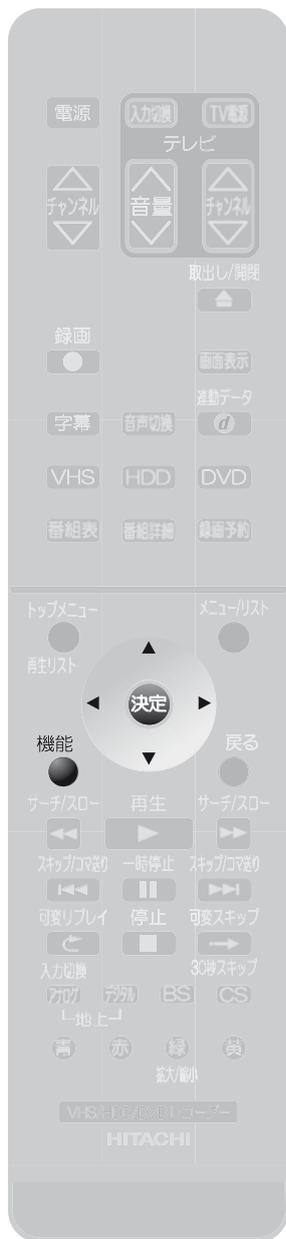 電源 入力切換 TV電源
テレビ
チャンネル 音量 チャンネル
取出し/開閉
録画
画面表示
連動データ
字幕 音声切換 d
VHS HDD DVD
番組表 番組詳細 録画予約
トップメニュー メニュー/リスト
再生リスト
決定
機能 戻る
サーチ/スロー 再生 サーチ/スロー
スキップ/コマ送り 一時停止 スキップ/コマ送り
可変リプレイ 停止 可変スキップ
入力切換 30秒スキップ
アナログ デジタル BS CS
地上
青 赤 緑 黄
拡大/縮小
VHS/HDD/DVDレコーダー
HITACHI